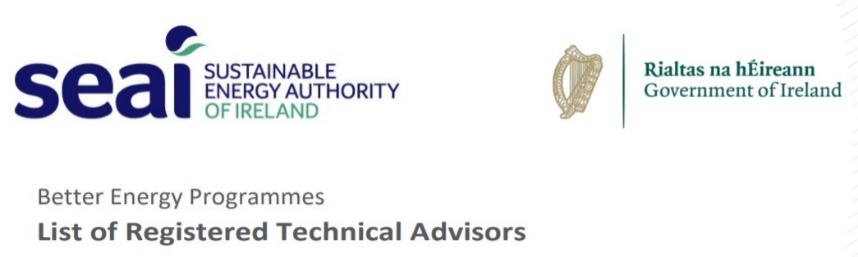 seai
SUSTAINABLE
ENERGY AUTHORITY
OF IRELAND
Rialtas na hÉireann
Government of Ireland
Better Energy Programmes
List of Registered Technical Advisors